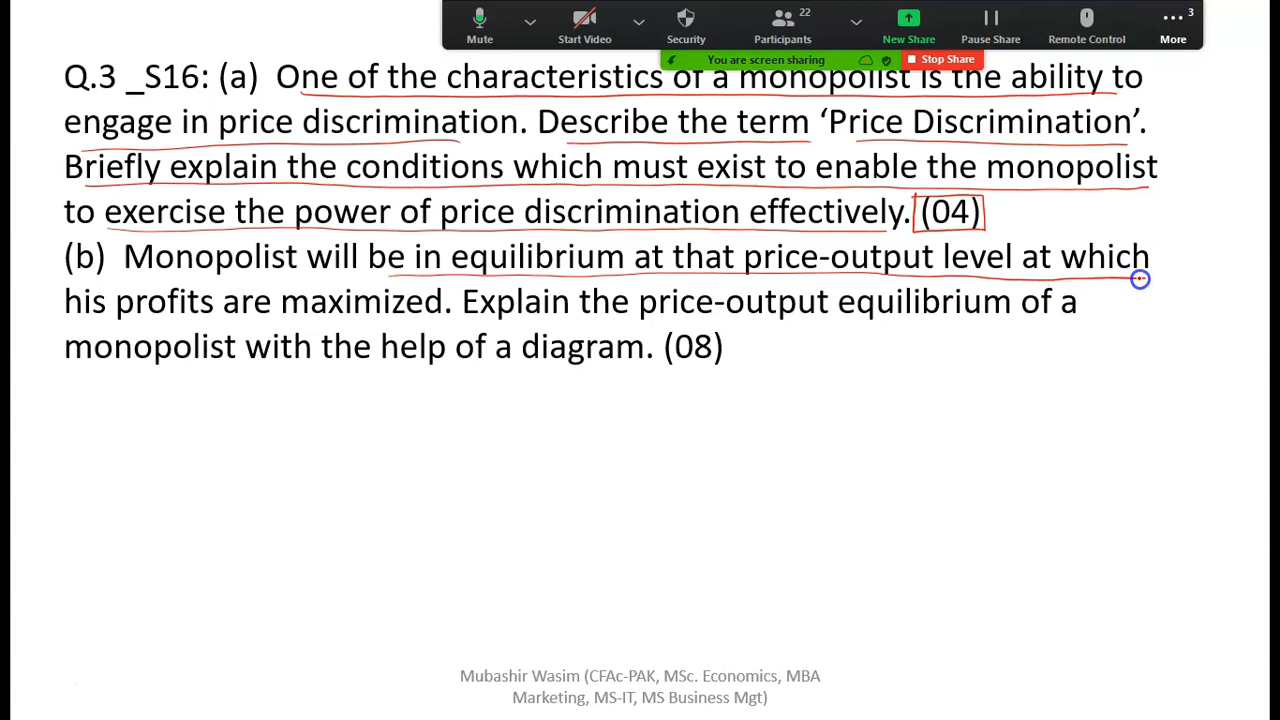 22
3
Mute
Start Video
Security
Participants
New Share
Pause Share
Remote Control
More
You are screen sharing
Stop Share
Q.3 _S16: (a) One of the characteristics of a monopolist is the ability to
engage in price discrimination. Describe the term ‘Price Discrimination’.
Briefly explain the conditions which must exist to enable the monopolist
to exercise the power of price discrimination effectively. (04)
(b) Monopolist will be in equilibrium at that price-output level at which
his profits are maximized. Explain the price-output equilibrium of a
monopolist with the help of a diagram. (08)
Mubashir Wasim (CFAc-PAK, MSc. Economics, MBA
Marketing, MS-IT, MS Business Mgt)